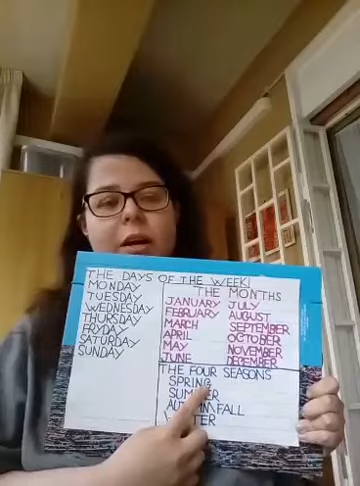 THE DAYS OF THE WEEK
MONDAY
TUESDAY
WEDNESDAY
THURSDAY
FRYDAY
SATURDAY
SUNDAY
THE MONTHS
JANUARY JULY
FEBRUARY AUGUST
MARCH SEPTEMBER
APRIL OCTOBER
MAY NOVEMBER
JUNE DECEMBER
THE FOUR SEASONS
SPRING
SUMMER
AUTUMN/FALL
WINTER